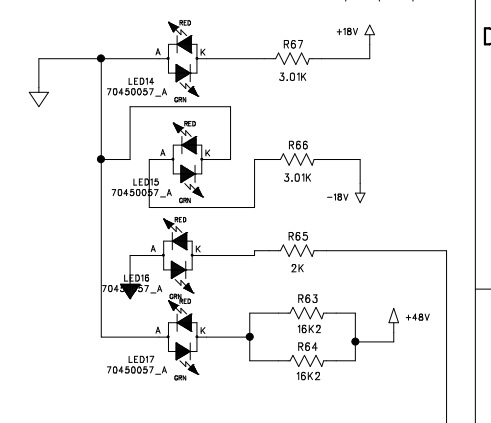 RED
A
K
R67
3.01K
+18V
LED14
70450057_A
GRN
RED
A
K
R66
3.01K
-18V
LED15
70450057_A
GRN
RED
A
K
R65
2K
LED16
GRN
RED
R63
16K2
+48V
A
K
R64
16K2
LED17
70450057_A
GRN